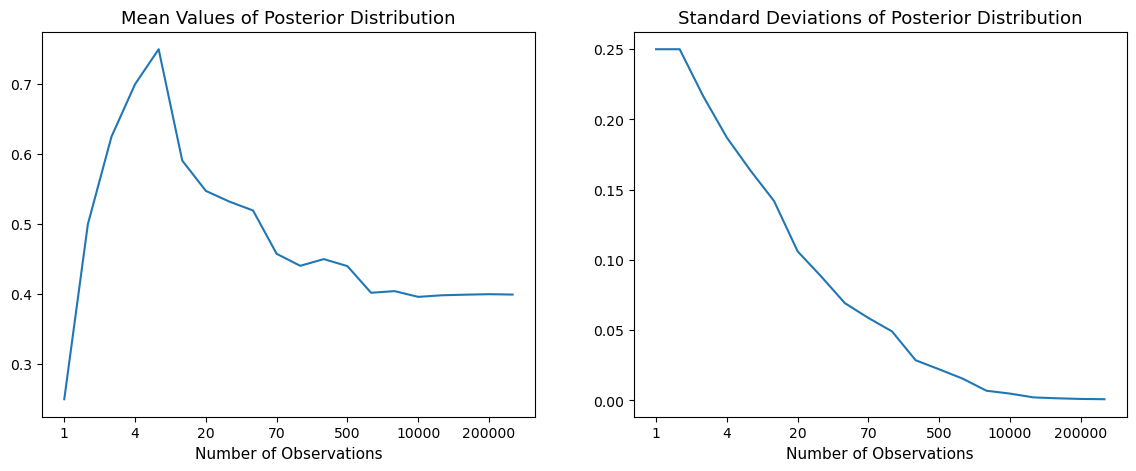 Mean Values of Posterior Distribution
0.7
0.6
0.5
0.4
0.3
1 4 20 70 500 10000 200000
Number of Observations
Standard Deviations of Posterior Distribution
0.25
0.20
0.15
0.10
0.05
0.00
1 4 20 70 500 10000 200000
Number of Observations